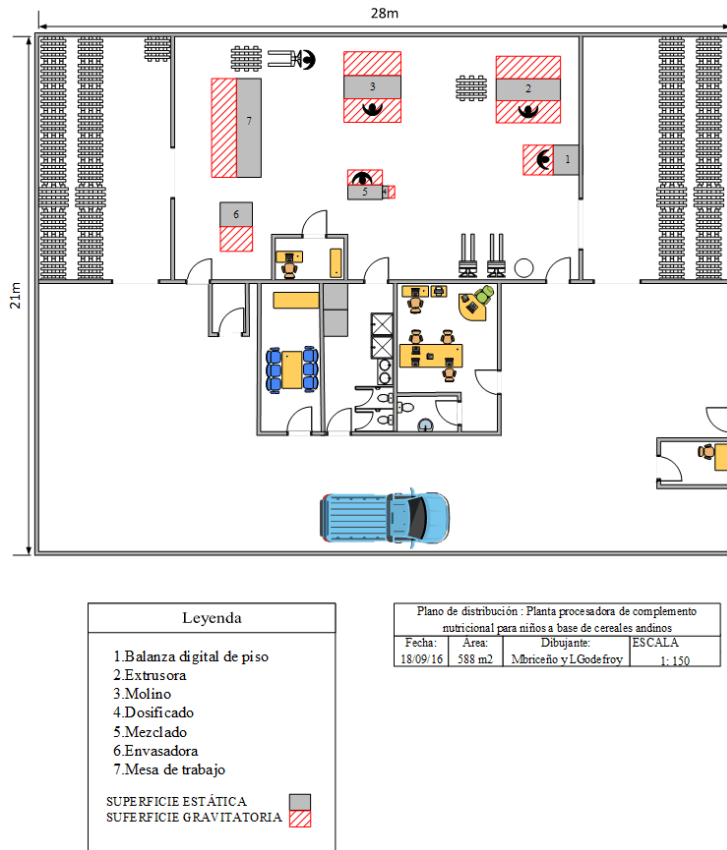 28m
3
2
7
1
5
4
6
21m
Leyenda
1.Balanza digital de piso
2.Extrusora
3.Molino
4.Dosificado
5.Mezclado
6.Envasadora
7.Mesa de trabajo
SUPERFICIE ESTÁTICA
SUFERFICIE GRAVITATORIA
Plano de distribución : Planta procesadora de complemento
nutricional para niños a base de cereales andinos
Fecha: Área: Dibujante: ESCALA
18/09/16 588 m2 Mbriceño y LGodefroy 1: 150